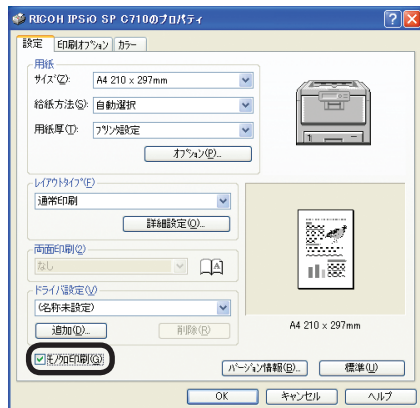 RICOH IPSiO SP C710のプロパティ
設定 印刷オプション カラー
用紙
サイズ(Z): A4 210 x 297mm
給紙方法(S): 自動選択
用紙厚(T): プリンタ設定
オプション(P)...
レイアウトタイプ(F)
通常印刷
詳細設定(O)...
両面印刷(2)
なし
ドライバ設定(V)
(名称未設定)
追加(D)... 削除(R)
A4 210 x 297mm
モノクロ印刷(G)
バージョン情報(B)... 標準(U)
OK キャンセル ヘルプ